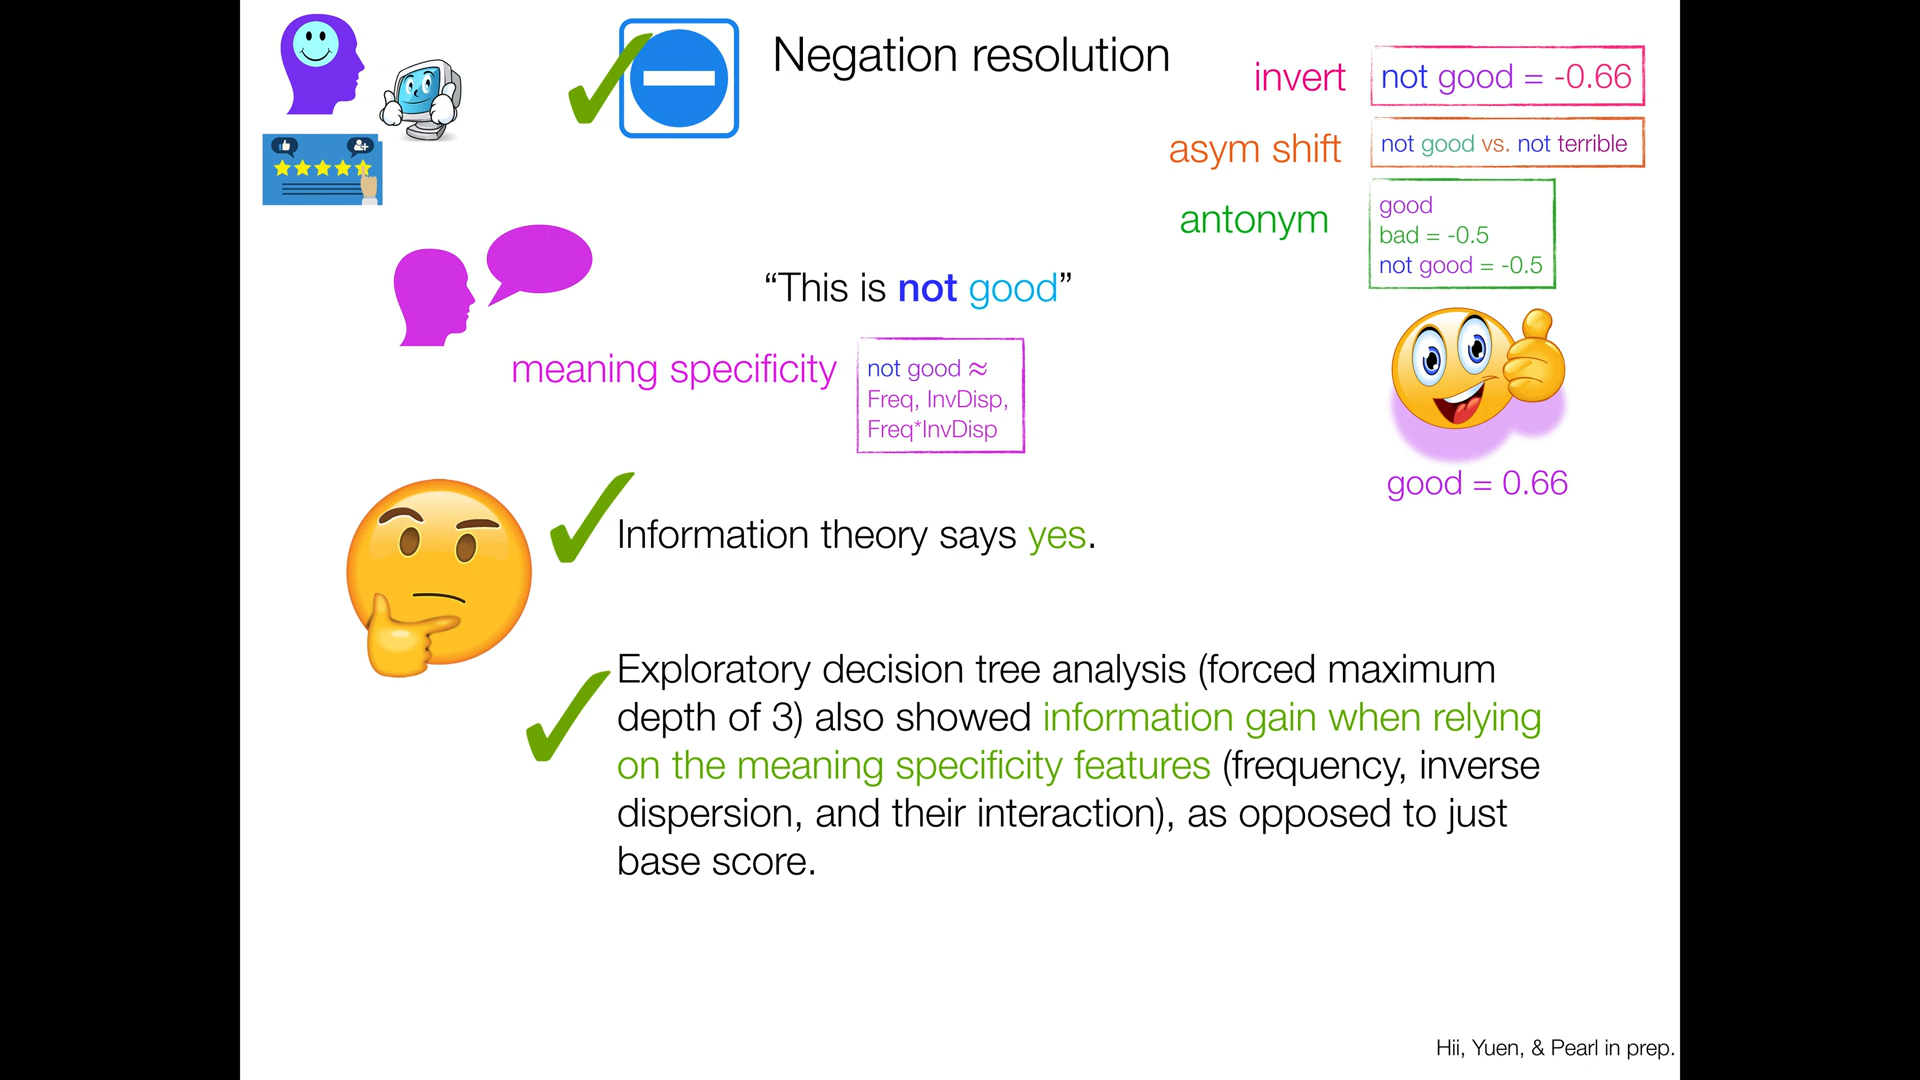 Negation resolution
invert
not good = -0.66
asym shift
not good vs. not terrible
antonym
good
bad = -0.5
not good = -0.5
“This is not good”
meaning specificity
not good ≈
Freq, InvDisp,
Freq*InvDisp
good = 0.66
Information theory says yes.
Exploratory decision tree analysis (forced maximum
depth of 3) also showed information gain when relying
on the meaning specificity features (frequency, inverse
dispersion, and their interaction), as opposed to just
base score.
Hii, Yuen, & Pearl in prep.